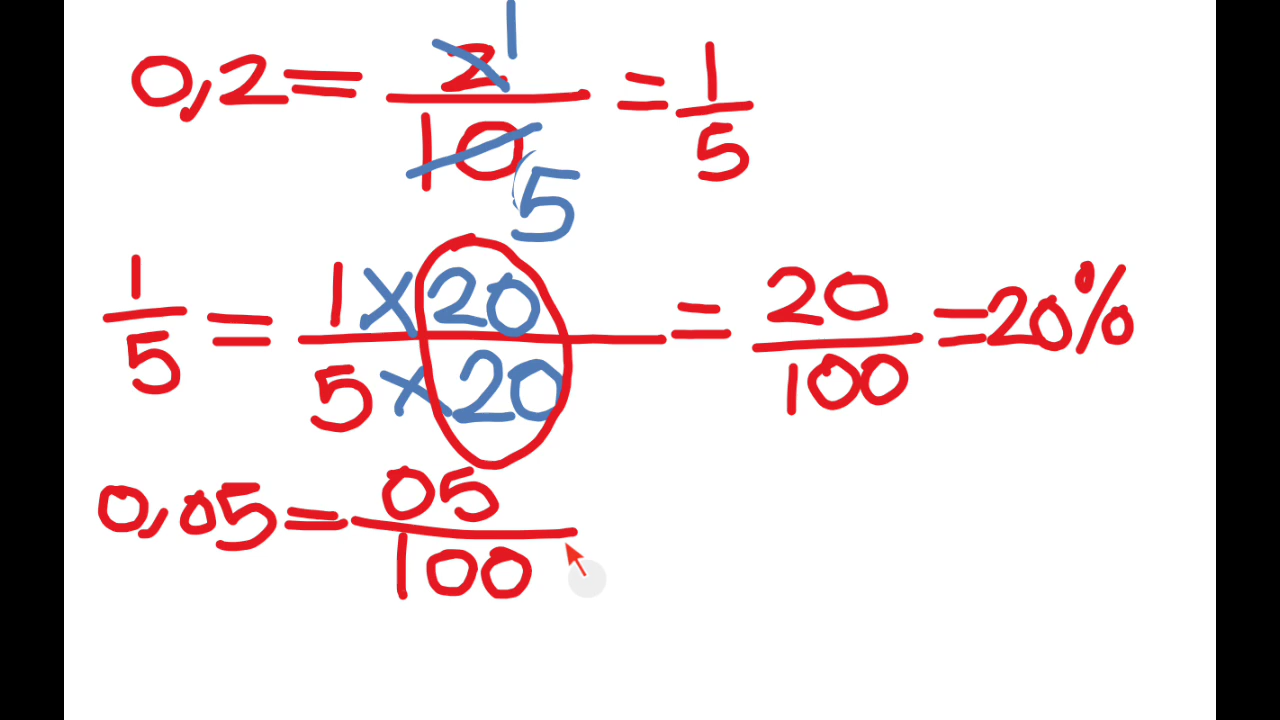 0,2 = 2/10 1 5 = 1/5
1/5 = 1 x 20 / 5 x 20 = 20/100 = 20%
0,05 = 05/100